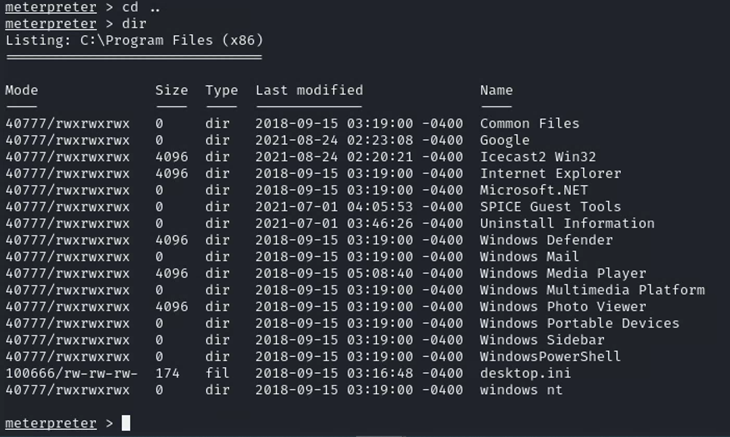 meterpreter > cd ..
meterpreter > dir
Listing: C:\Program Files (x86)
===============================
Mode Size Type Last modified Name
---- ---- ---- ------------- ----
40777/rwxrwxrwx 0 dir 2018-09-15 03:19:00 -0400 Common Files
40777/rwxrwxrwx 0 dir 2021-08-24 02:23:08 -0400 Google
40777/rwxrwxrwx 4096 dir 2021-08-24 02:20:21 -0400 Icecast2 Win32
40777/rwxrwxrwx 4096 dir 2018-09-15 03:19:00 -0400 Internet Explorer
40777/rwxrwxrwx 0 dir 2018-09-15 03:19:00 -0400 Microsoft.NET
40777/rwxrwxrwx 0 dir 2021-07-01 04:05:53 -0400 SPICE Guest Tools
40777/rwxrwxrwx 0 dir 2021-07-01 03:46:26 -0400 Uninstall Information
40777/rwxrwxrwx 4096 dir 2018-09-15 03:19:00 -0400 Windows Defender
40777/rwxrwxrwx 0 dir 2018-09-15 03:19:00 -0400 Windows Mail
40777/rwxrwxrwx 4096 dir 2018-09-15 05:08:40 -0400 Windows Media Player
40777/rwxrwxrwx 0 dir 2018-09-15 03:19:00 -0400 Windows Multimedia Platform
40777/rwxrwxrwx 4096 dir 2018-09-15 03:19:00 -0400 Windows Photo Viewer
40777/rwxrwxrwx 0 dir 2018-09-15 03:19:00 -0400 Windows Portable Devices
40777/rwxrwxrwx 0 dir 2018-09-15 03:19:00 -0400 Windows Sidebar
40777/rwxrwxrwx 0 dir 2018-09-15 03:19:00 -0400 WindowsPowerShell
100666/rw-rw-rw- 174 fil 2018-09-15 03:16:48 -0400 desktop.ini
40777/rwxrwxrwx 0 dir 2018-09-15 03:19:00 -0400 windows nt
meterpreter >